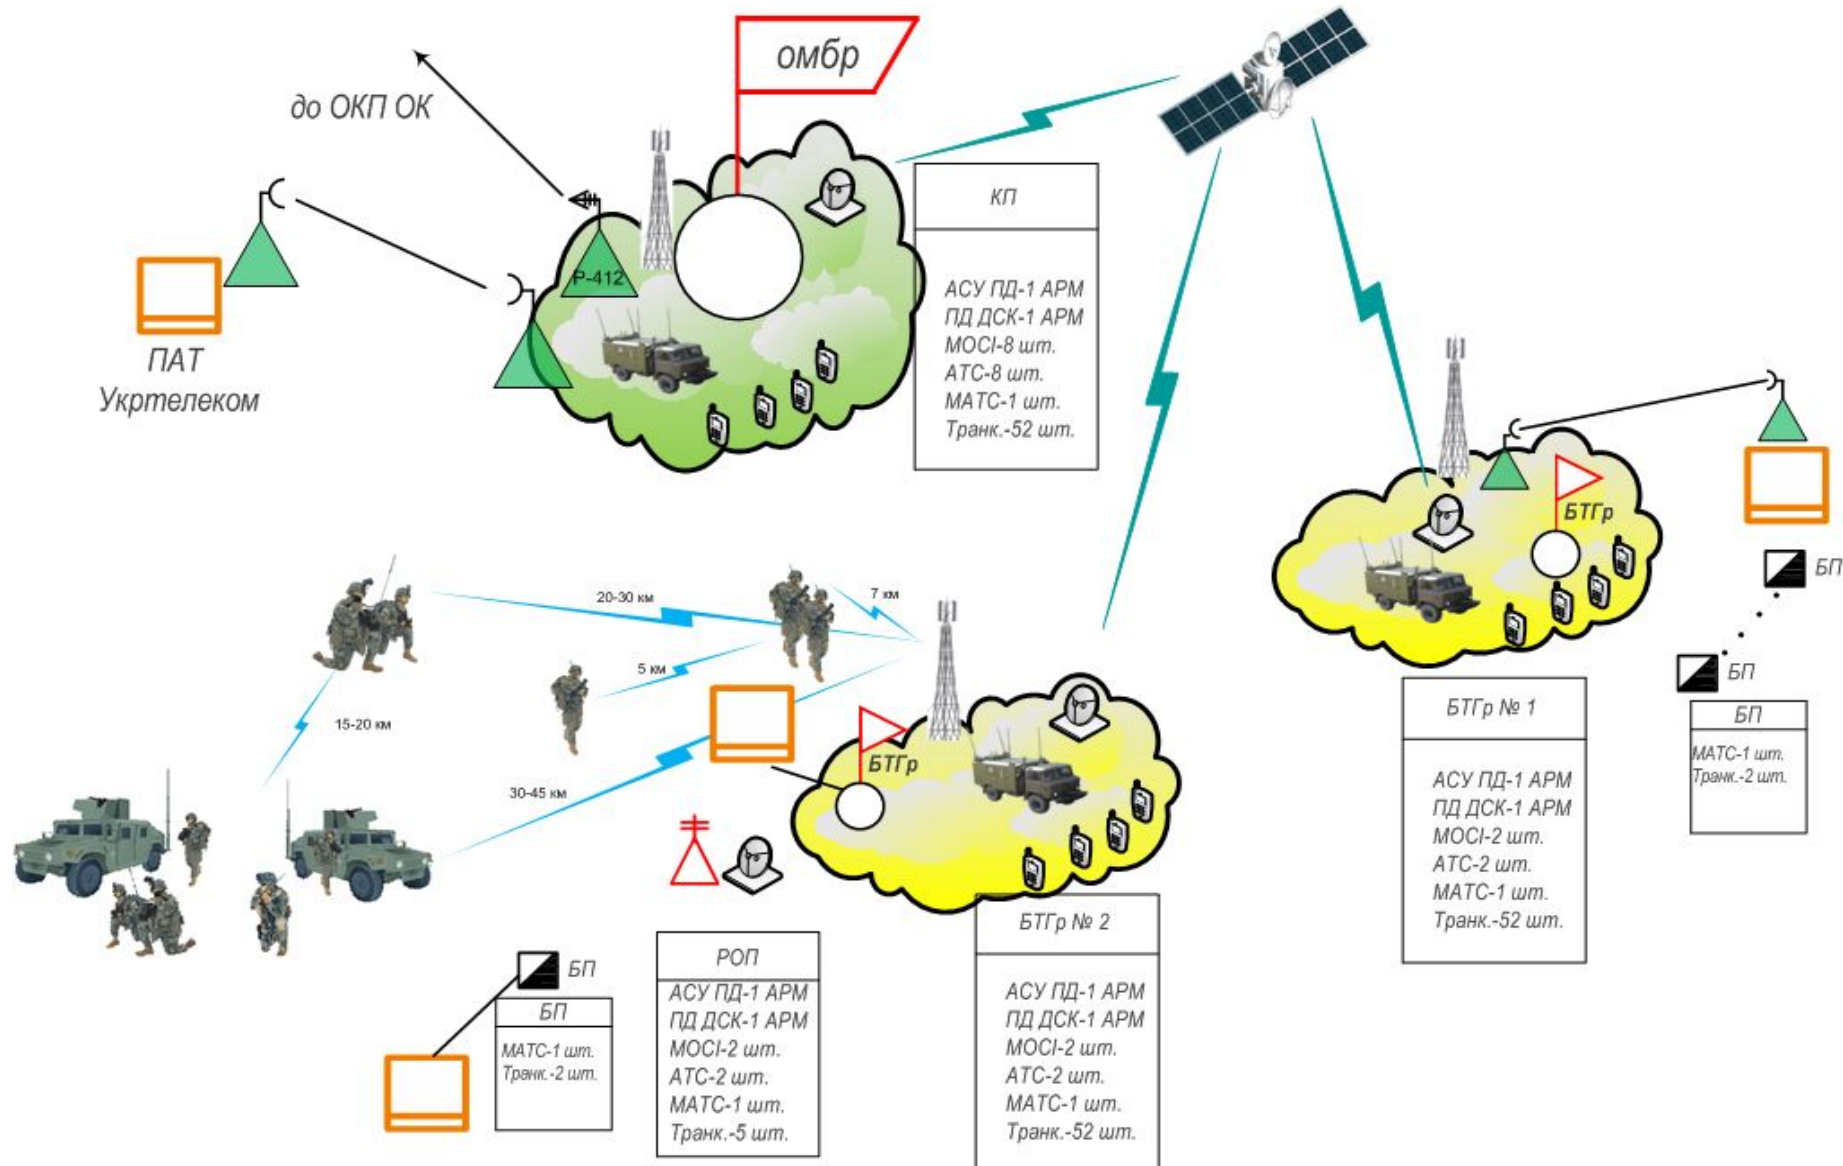 омбр
до ОКП ОК
Р-412
ПАТ
Укртелеком
КП
АСУ ПД-1 АРМ
ПД ДСК-1 АРМ
МОСІ-8 шт.
АТС-8 шт.
МАТС-1 шт.
Транк.-52 шт.
БТГр
БП
БП
БП
МАТС-1 шт.
Транк.-2 шт.
БТГр № 1
АСУ ПД-1 АРМ
ПД ДСК-1 АРМ
МОСІ-2 шт.
АТС-2 шт.
МАТС-1 шт.
Транк.-52 шт.
20-30 км
7 км
5 км
15-20 км
30-45 км
БТГр
БП
БП
МАТС-1 шт.
Транк.-2 шт.
РОП
АСУ ПД-1 АРМ
ПД ДСК-1 АРМ
МОСІ-2 шт.
АТС-2 шт.
МАТС-1 шт.
Транк.-5 шт.
БТГр № 2
АСУ ПД-1 АРМ
ПД ДСК-1 АРМ
МОСІ-2 шт.
АТС-2 шт.
МАТС-1 шт.
Транк.-52 шт.